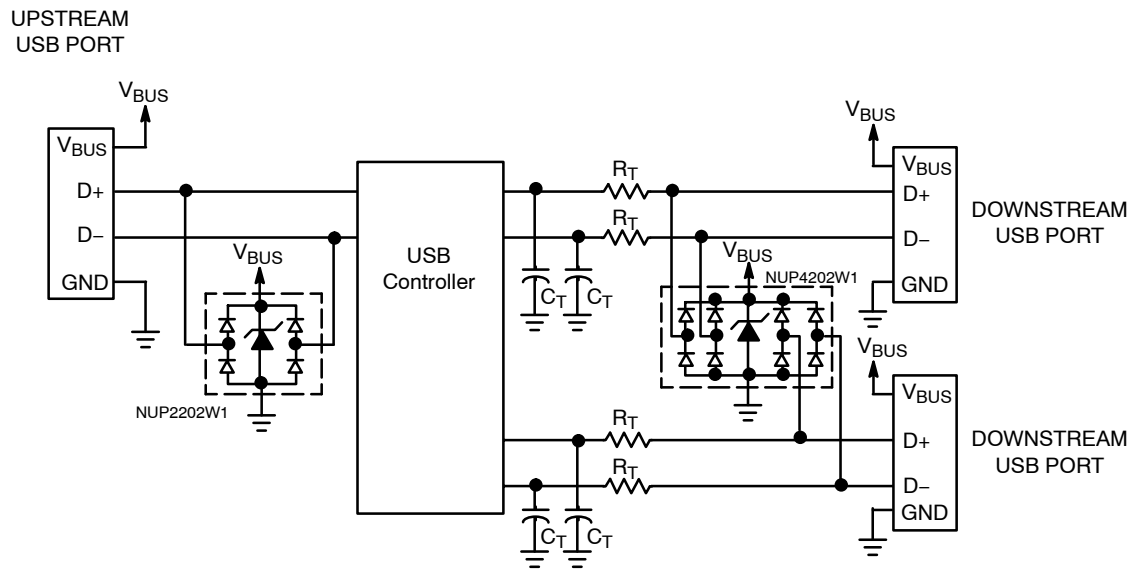 UPSTREAM
USB PORT
VBUS
VBUS
D+
D−
GND
VBUS
NUP2202W1
USB
Controller
RT
RT
CT
CT
VBUS
NUP4202W1
VBUS
VBUS
D+
D−
GND
DOWNSTREAM
USB PORT
RT
RT
CT
CT
VBUS
VBUS
D+
D−
GND
DOWNSTREAM
USB PORT